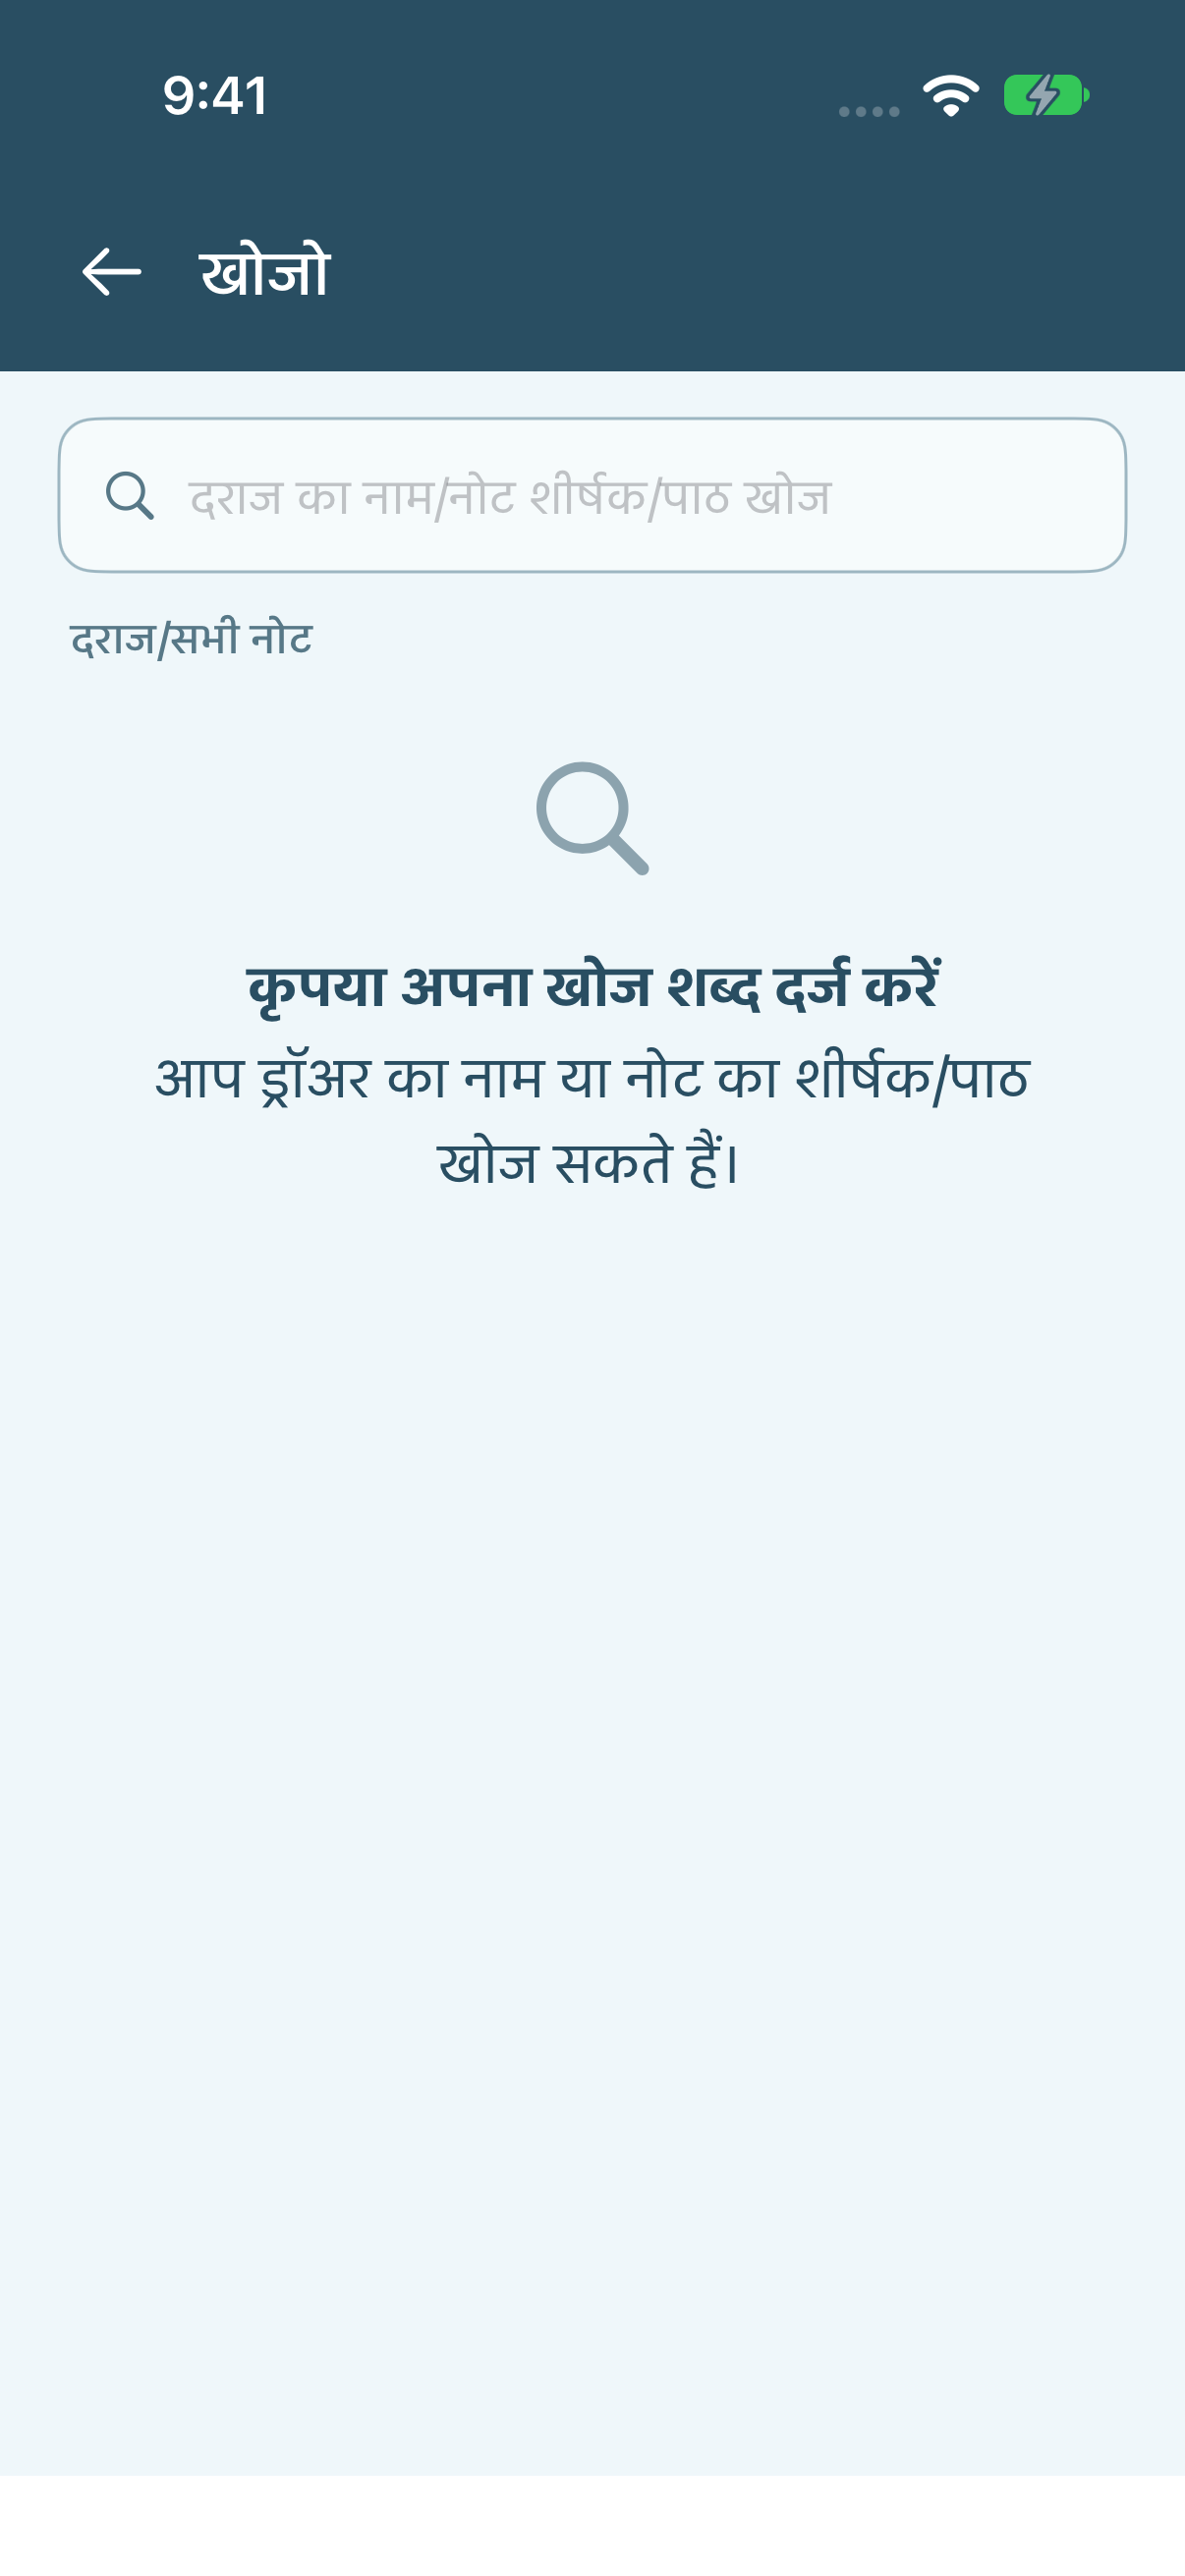 9:41
खोजो
दराज का नाम/नोट शीर्षक/पाठ खोज
दराज/सभी नोट
कृपया अपना खोज शब्द दर्ज करें
आप ड्रॉअर का नाम या नोट का शीर्षक/पाठ
खोज सकते हैं।